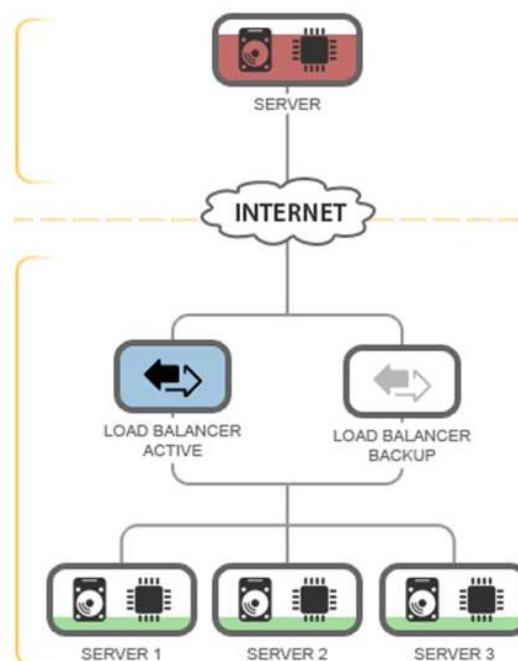 SERVER
INTERNET
LOAD BALANCER
ACTIVE
LOAD BALANCER
BACKUP
SERVER 1
SERVER 2
SERVER 3